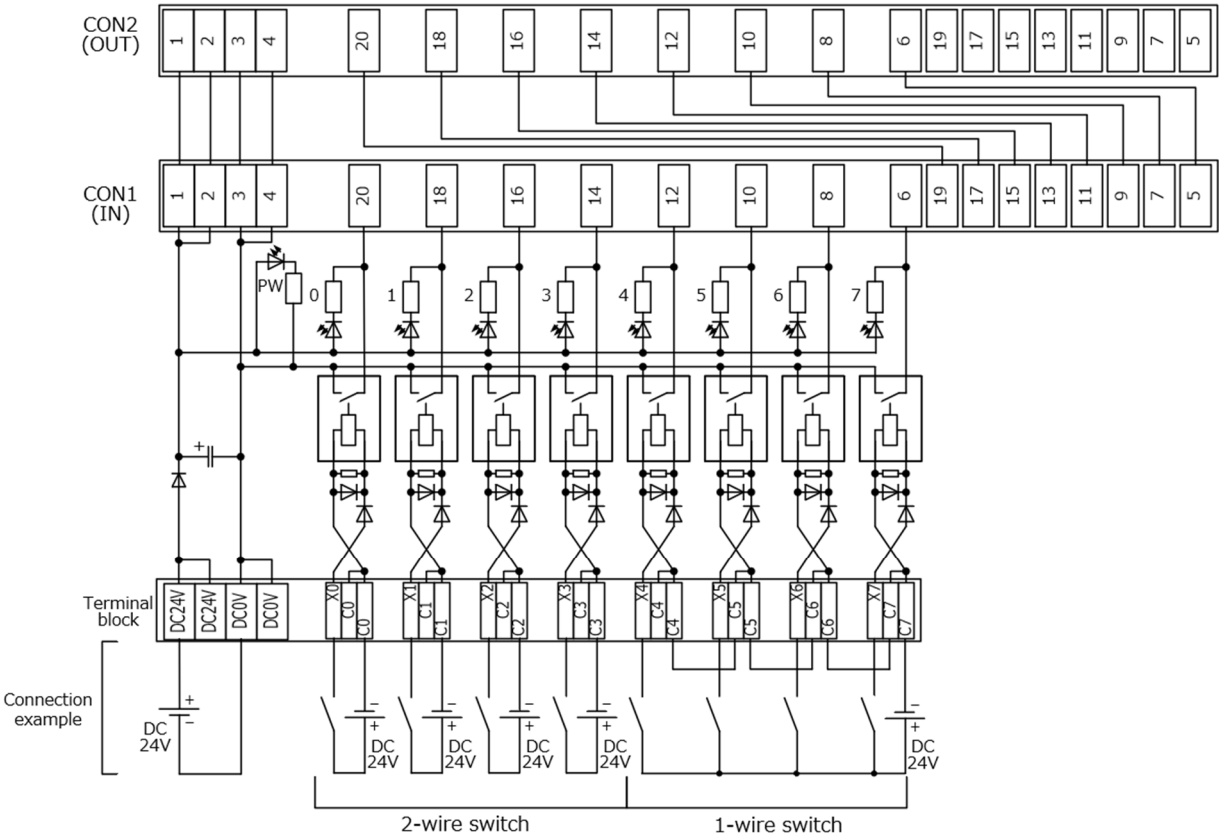 CON2
(OUT)
1 2 3 4 20 18 16 14 12 10 8 6 19 17 15 13 11 9 7 5
CON1
(IN)
1 2 3 4 20 18 16 14 12 10 8 6 19 17 15 13 11 9 7 5
PW 0 1 2 3 4 5 6 7
+
Terminal
block
DC24V DC24V DC0V DC0V X0 C0 C0 X1 C1 C1 X2 C2 C2 X3 C3 C3 X4 C4 C4 X5 C5 C5 X6 C6 C6 X7 C7 C7
Connection
example
+
−
DC
24V
−
+
DC
24V
−
+
DC
24V
−
+
DC
24V
−
+
DC
24V
−
+
DC
24V
2-wire switch 1-wire switch